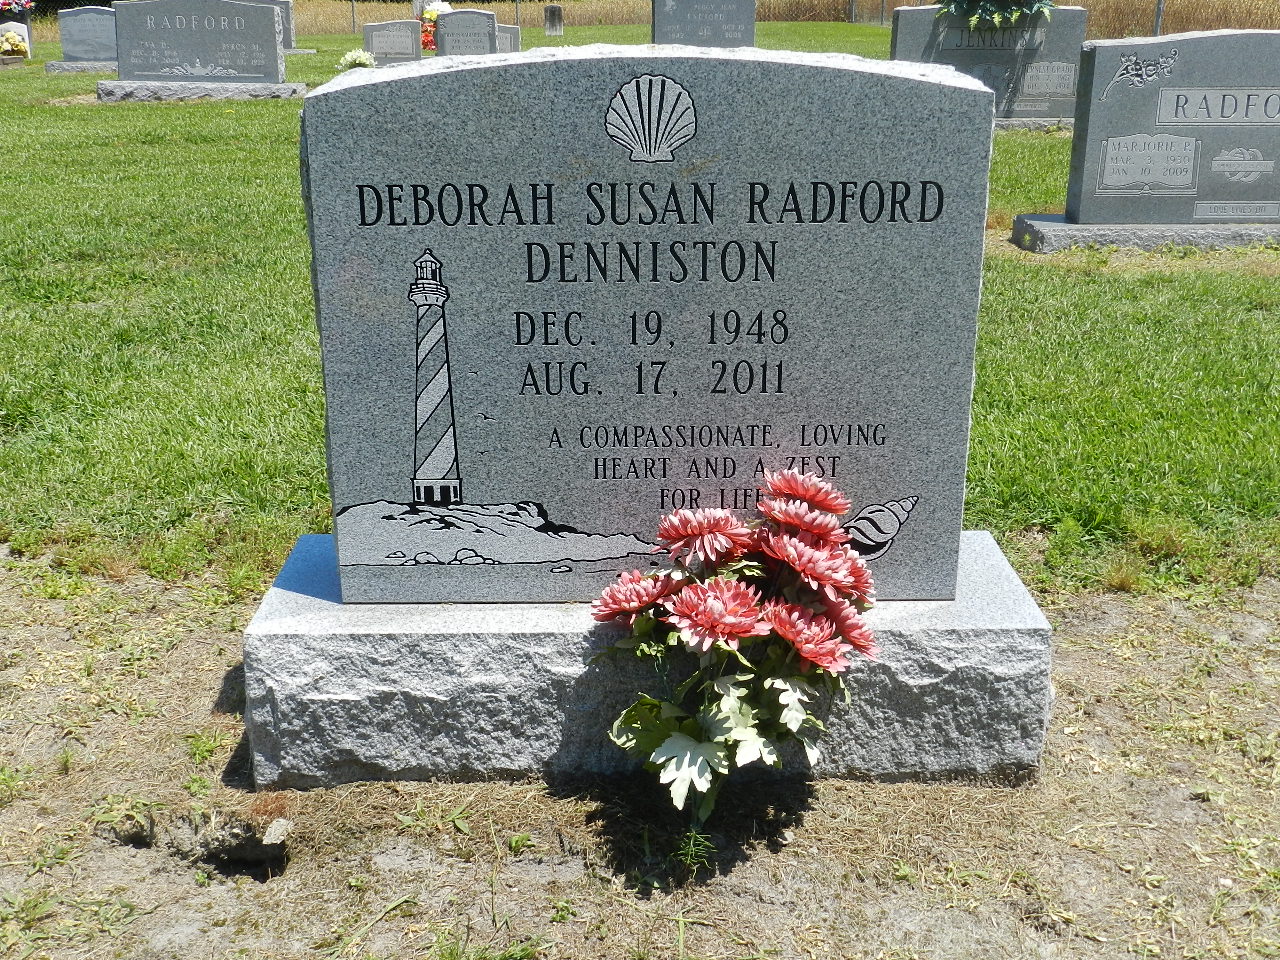 RADFORD
JENKINS
RADFO
MARJORIE P.
MAR. 3, 1930
JAN. 10, 2009
DEBORAH SUSAN RADFORD
DENNISTON
DEC. 19, 1948
AUG. 17, 2011
A COMPASSIONATE, LOVING
HEART AND A ZEST
FOR LIFE